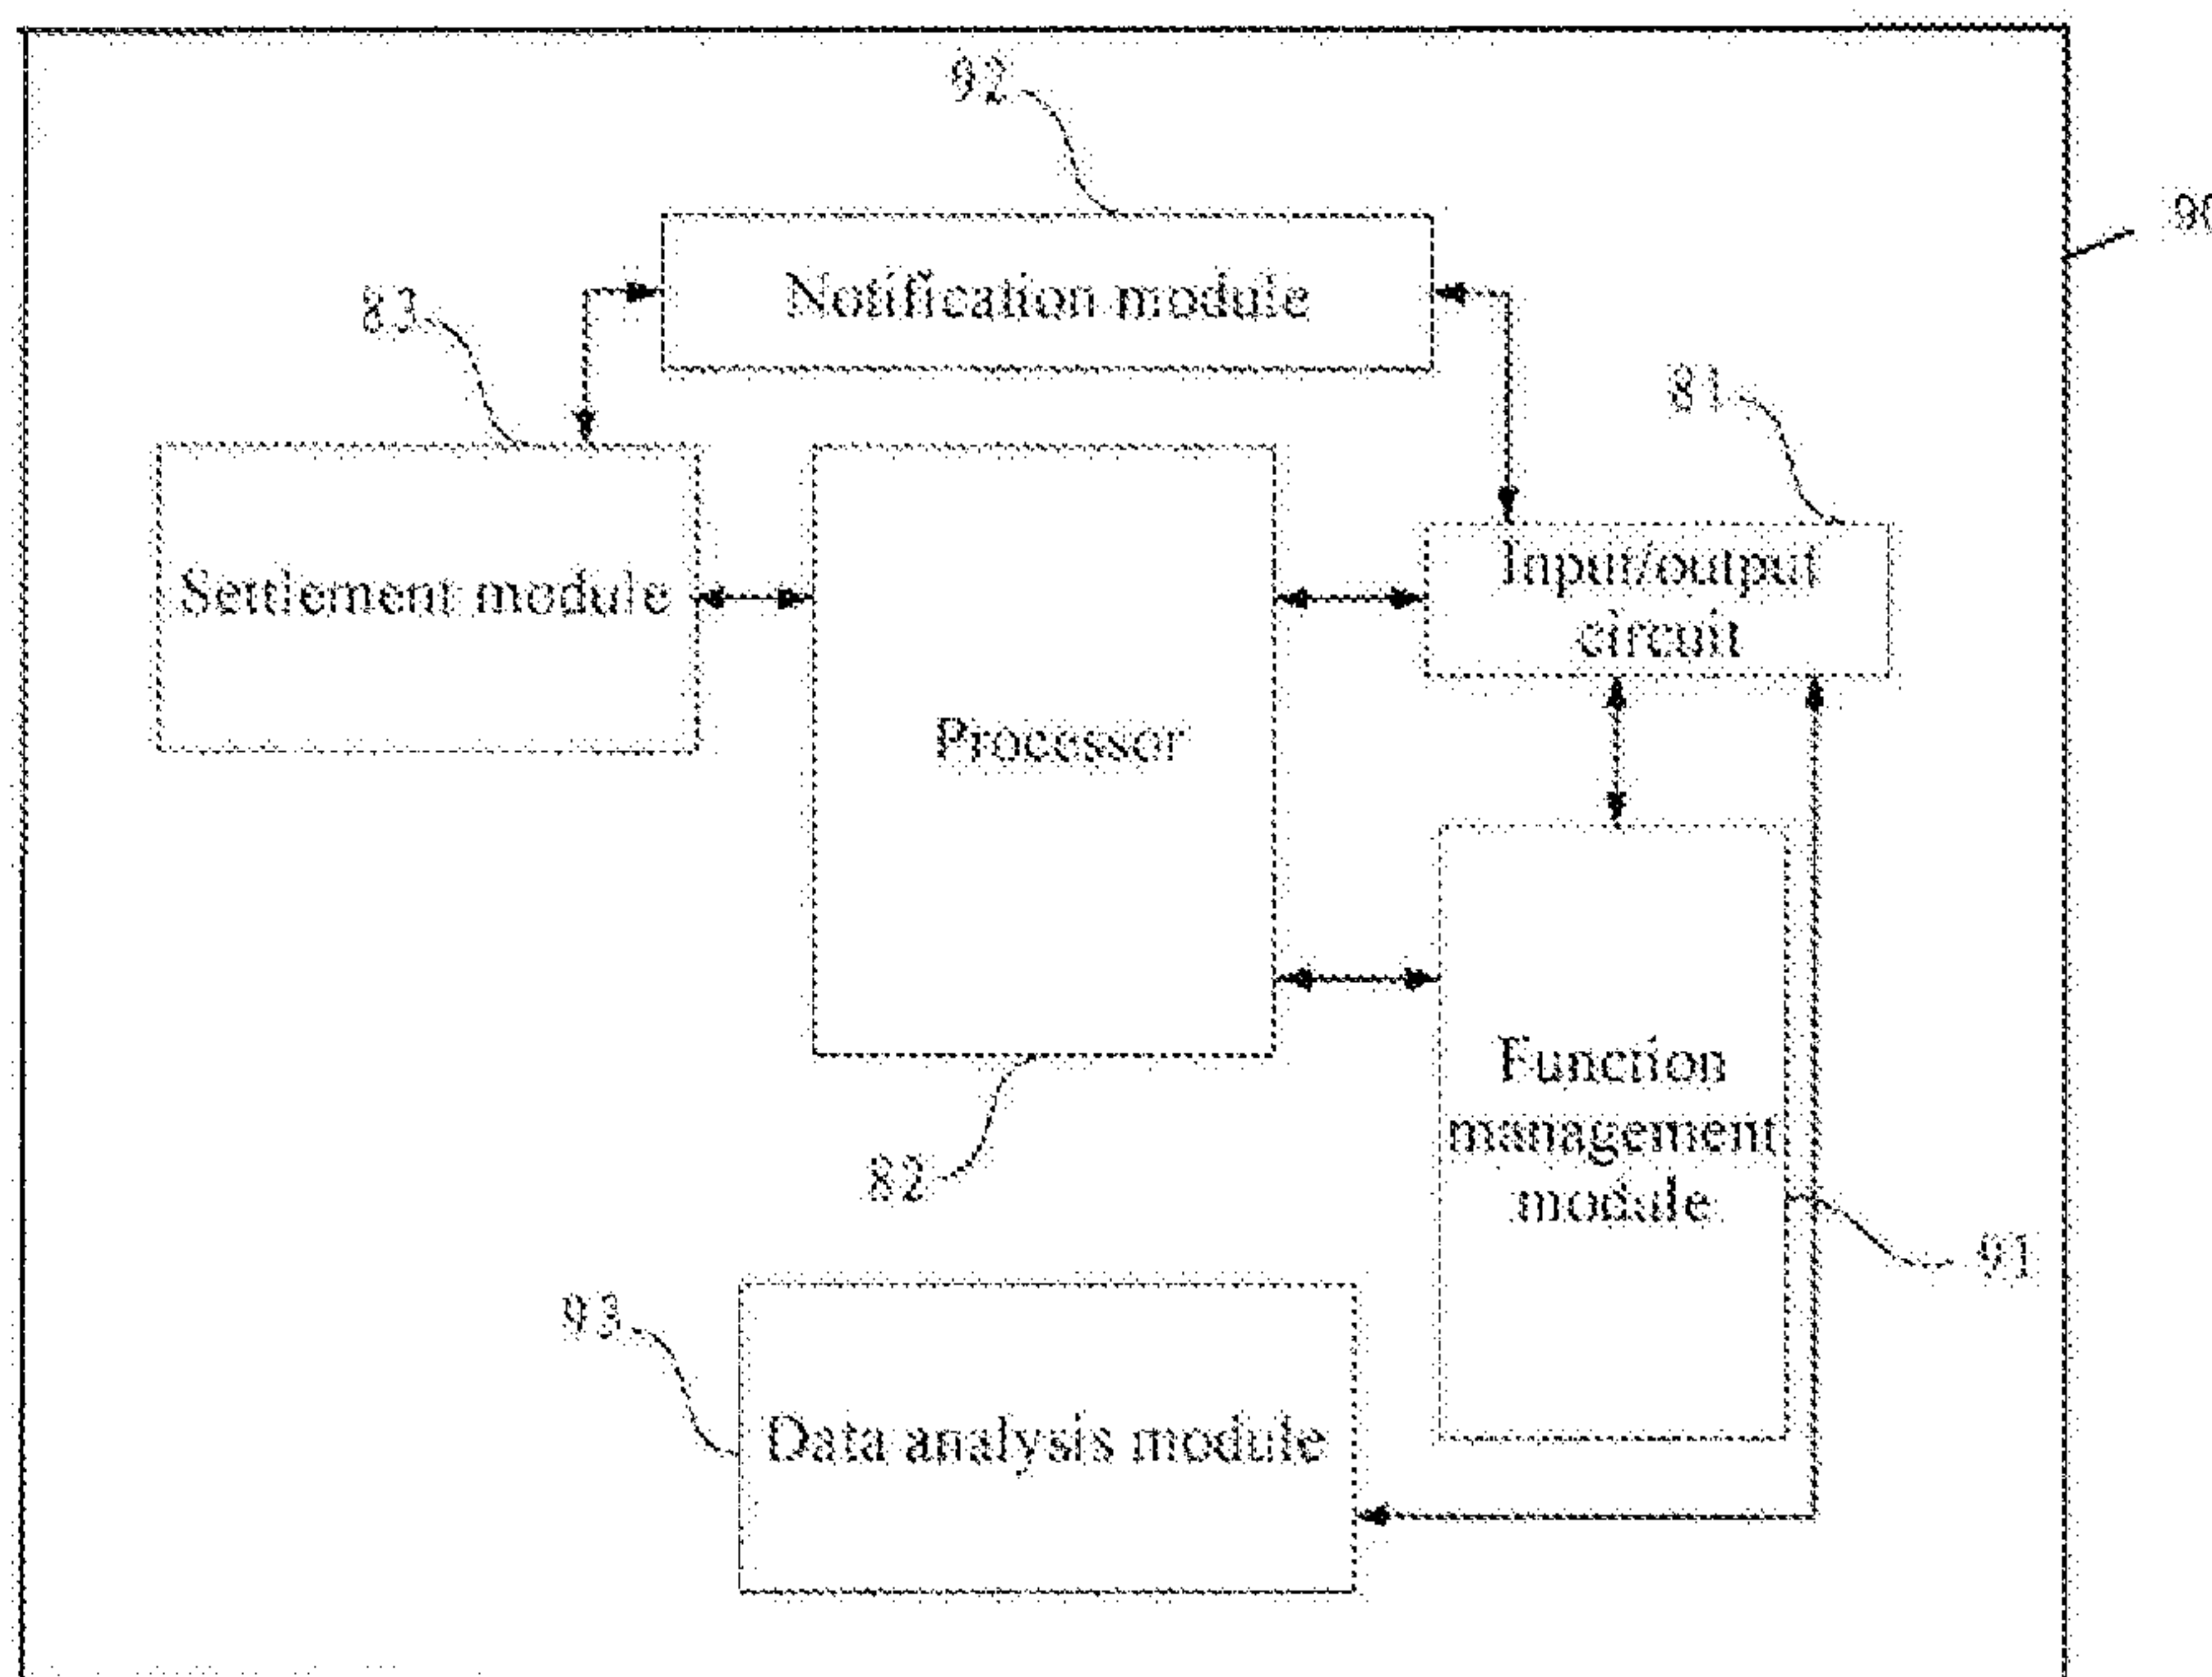 92
90
Notification module
83
81
Input/output
circuit
Settlement module
Processor
Function
management
module
82
91
93
Data analysis module